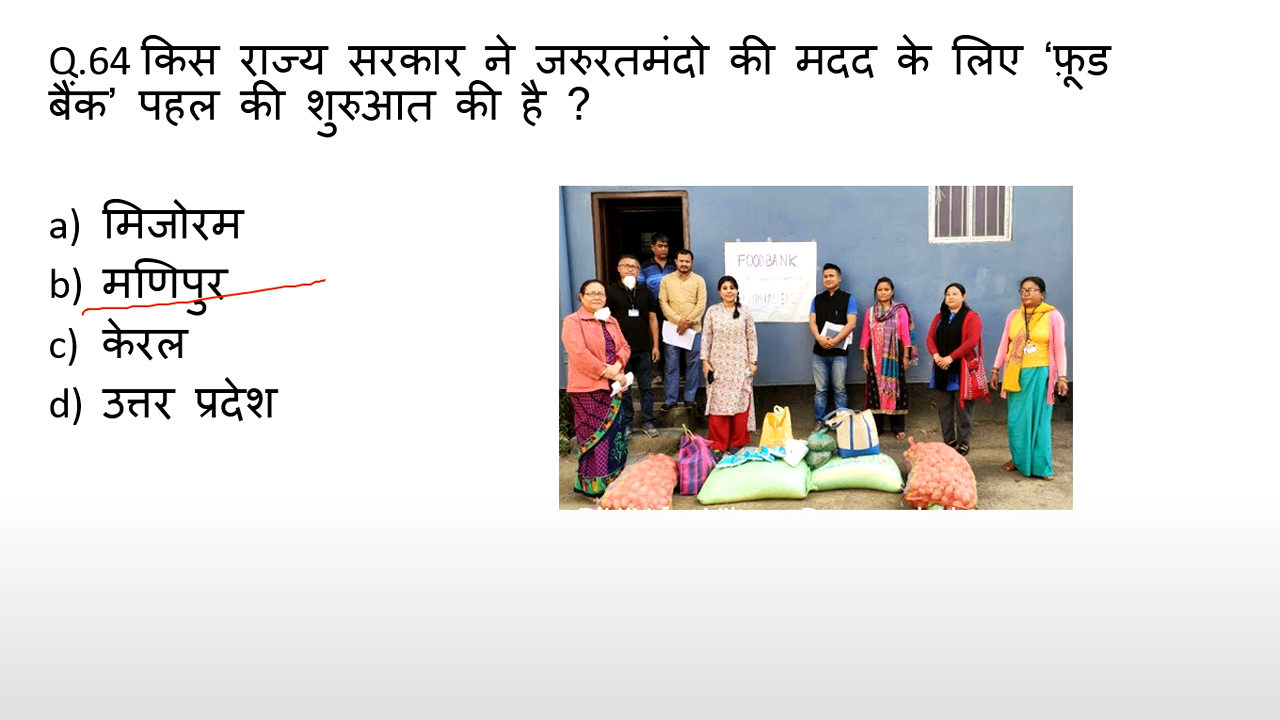 Q.64 किस राज्य सरकार ने जरुरतमंदो की मदद के लिए ‘फ़ूड
बैंक’ पहल की शुरुआत की है ?
a) मिजोरम
b) मणिपुर
c) केरल
d) उत्तर प्रदेश
FOOD BANK